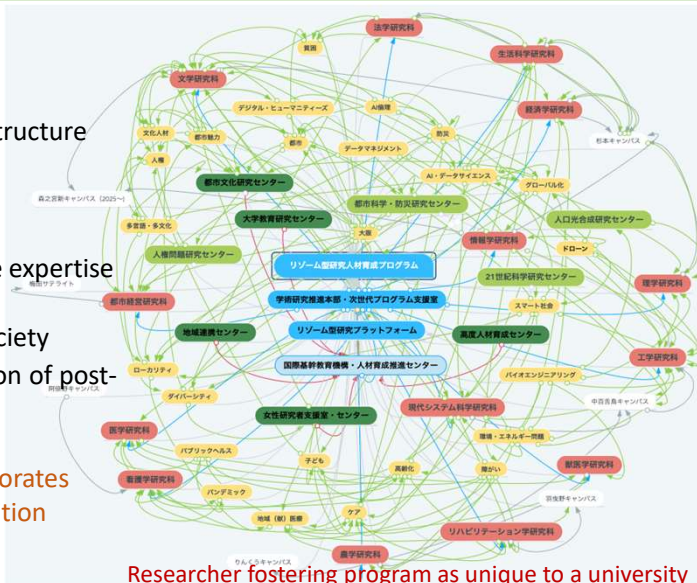 法学研究科
貧困
生活科学研究科
文学研究科
デジタル・ヒューマニティーズ
AI倫理
経済学研究科
tructure
文化人材
都市魅力
都市
防災
杉本キャンパス
データマネジメント
人権
AI・データサイエンス
都市文化研究センター
グローバル化
森之宮新キャンパス（2025〜）
都市科学・防災研究センター
大学教育研究センター
人口光合成研究センター
多言語・多文化
大阪
情報学研究科
ドローン
人権問題研究センター
e expertise
リゾーム型研究人材育成プログラム
21世紀科学研究センター
梅田サテライト
理学研究科
都市経営研究科
学術研究推進本部・次世代プログラム支援室
スマート社会
ciety
地域連携センター
リゾーム型研究プラットフォーム
高度人材育成センター
工学研究科
国際基幹教育機構・人材育成推進センター
ローカリティ
バイオエンジニアリング
on of post-
阿倍野キャンパス
ダイバーシティ
中百舌鳥キャンパス
女性研究者支援室・センター
現代システム科学研究科
医学研究科
環境・エネルギー問題
パブリックヘルス
子ども
獣医学研究科
orates
看護学研究科
高齢化
障がい
パンデミック
羽曳野キャンパス
tion
地域（獣）医療
ケア
リハビリテーション学研究科
農学研究科
りんくうキャンパス
Researcher fostering program as unique to a university